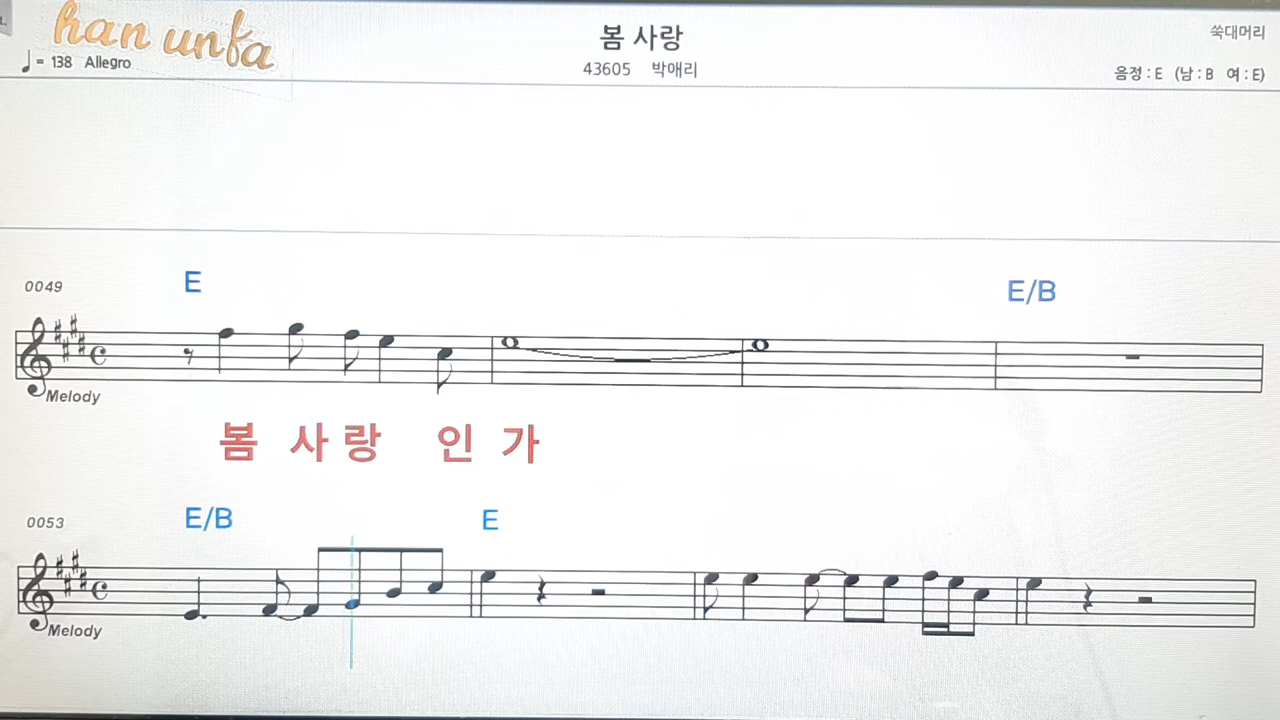 han unfa
봄 사랑
쑥대머리
♩ = 138 Allegro
43605 박애리
음정 : E (남 : B 여 : E)
0049 E E/B
Melody
봄 사 랑 인 가
0053 E/B E
Melody